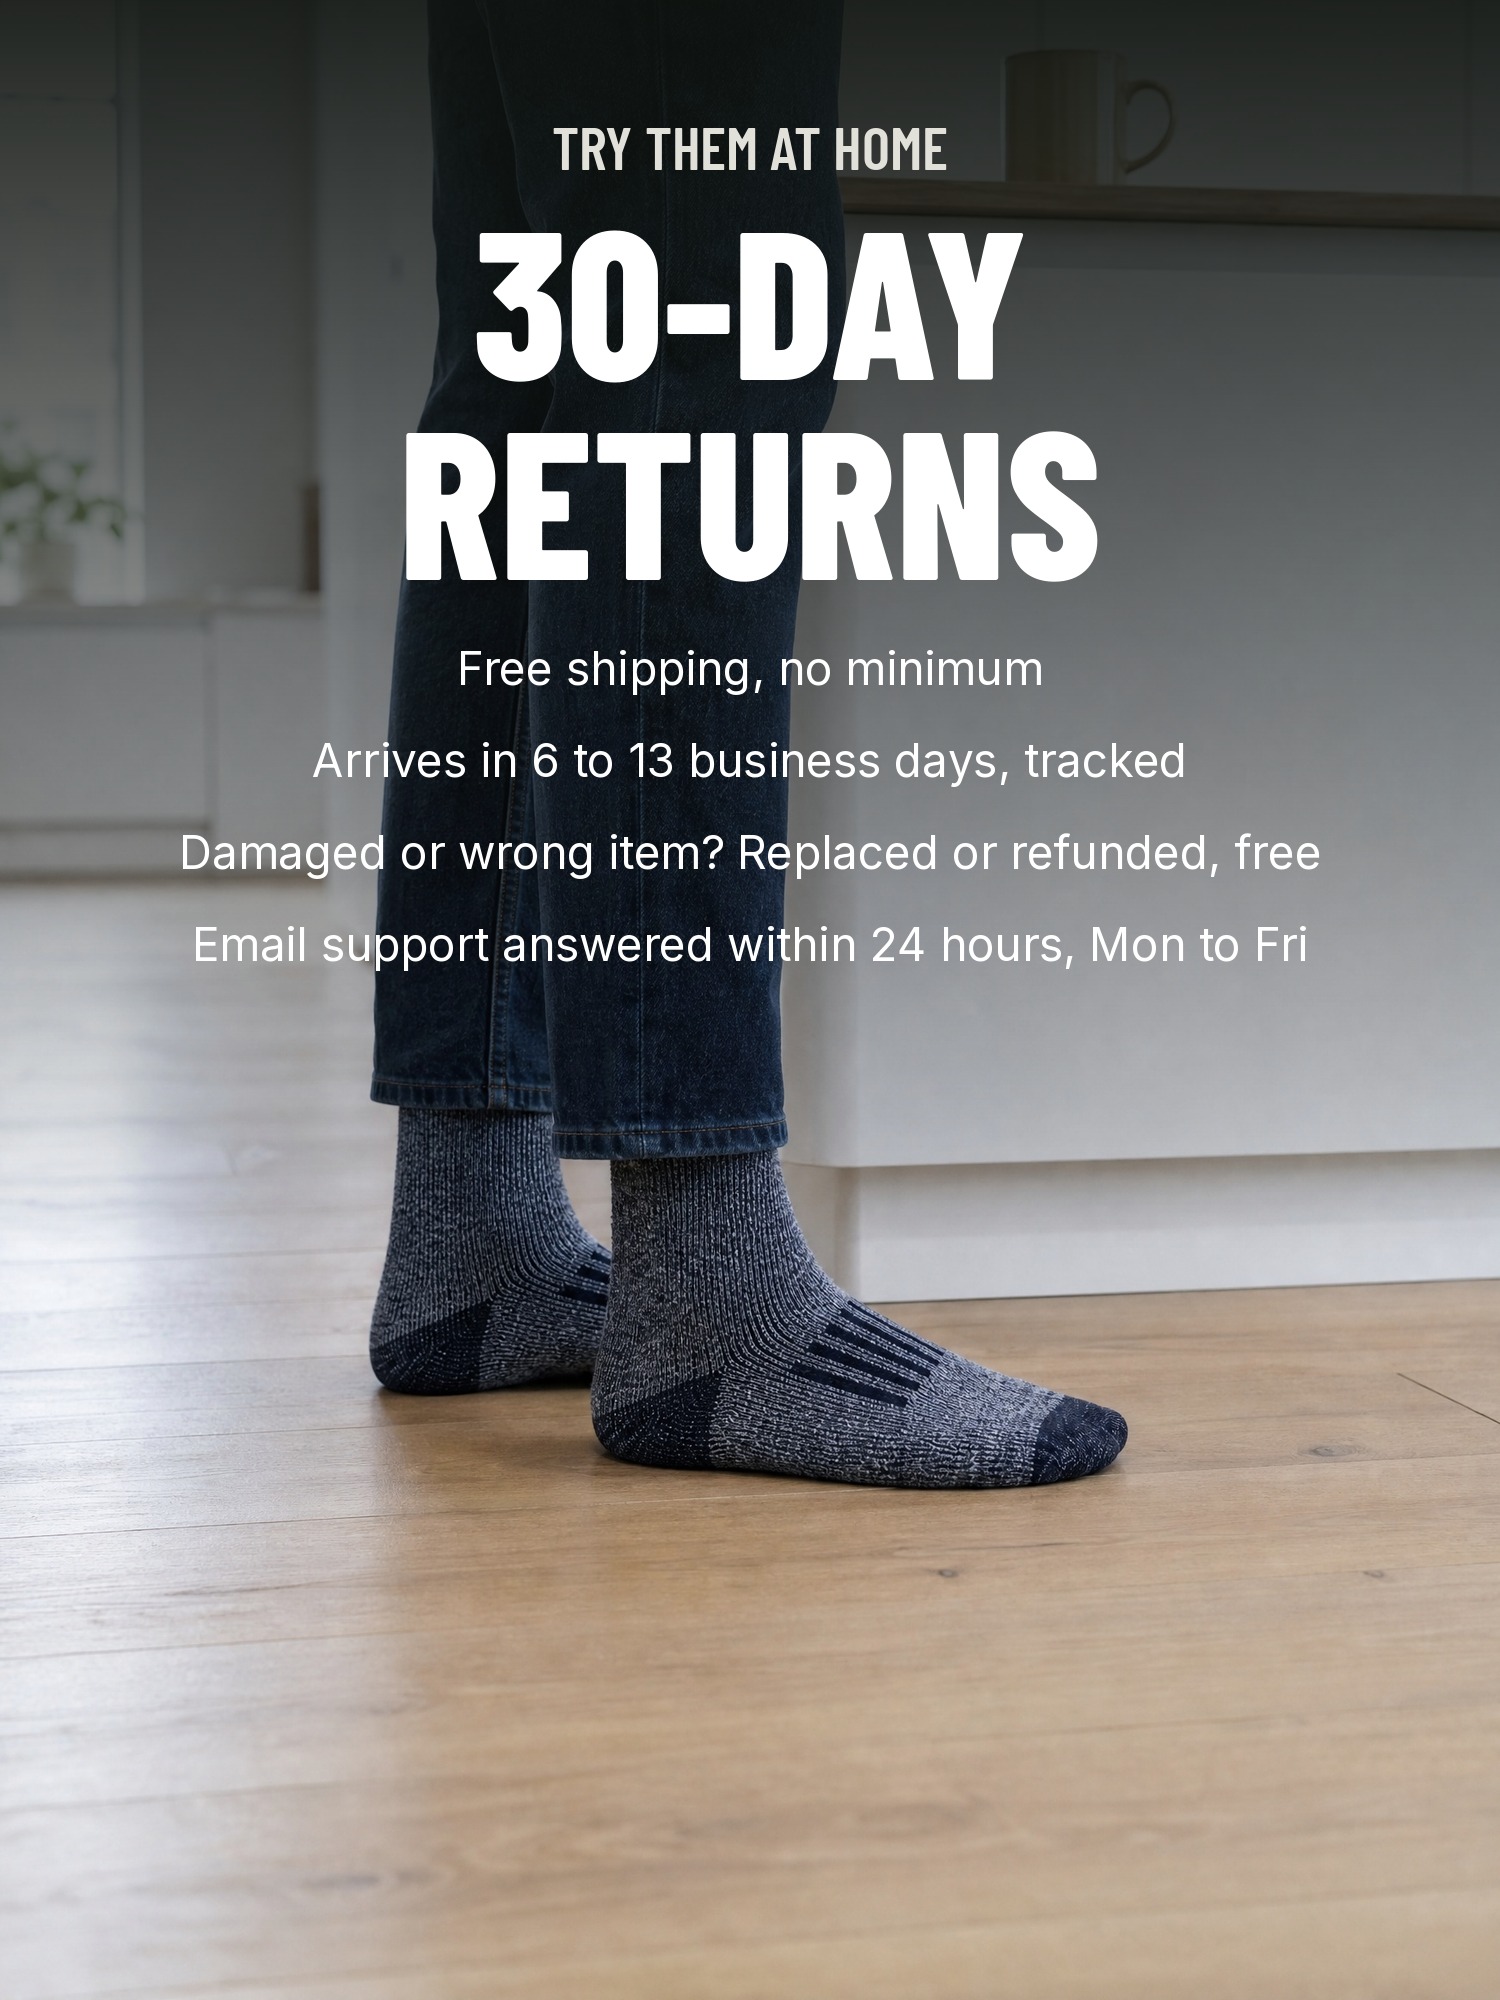 TRY THEM AT HOME
30-DAY
RETURNS
Free shipping, no minimum
Arrives in 6 to 13 business days, tracked
Damaged or wrong item? Replaced or refunded, free
Email support answered within 24 hours, Mon to Fri